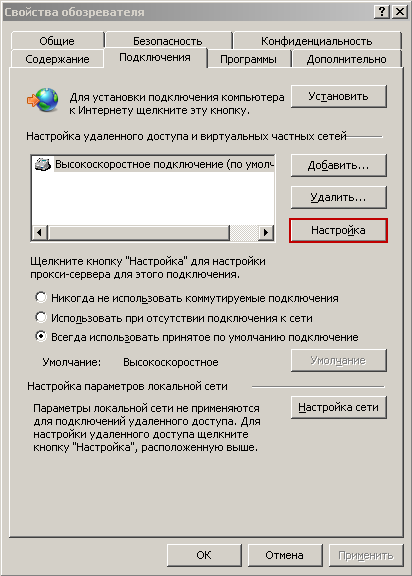 Свойства обозревателя
Общие Безопасность Конфиденциальность
Содержание Подключения Программы Дополнительно
Для установки подключения компьютера
к Интернету щелкните эту кнопку.
Установить
Настройка удаленного доступа и виртуальных частных сетей
Высокоскоростное подключение (по умолч
Добавить...
Удалить...
Настройка
Щелкните кнопку "Настройка" для настройки
прокси-сервера для этого подключения.
Никогда не использовать коммутируемые подключения
Использовать при отсутствии подключения к сети
Всегда использовать принятое по умолчанию подключение
Умолчание: Высокоскоростное Умолчание
Настройка параметров локальной сети
Параметры локальной сети не применяются
для подключений удаленного доступа. Для
настройки удаленного доступа щелкните
кнопку "Настройка", расположенную выше.
Настройка сети
ОК Отмена Применить